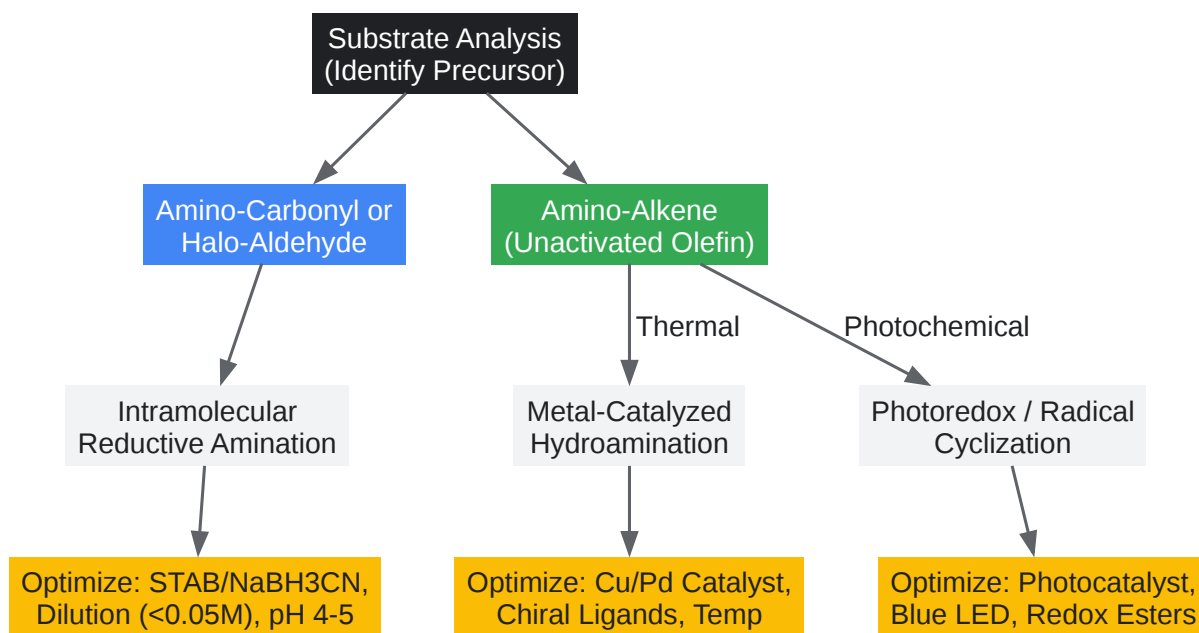 Substrate Analysis
(Identify Precursor)
Amino-Carbonyl or
Halo-Aldehyde
Amino-Alkene
(Unactivated Olefin)
Thermal
Photochemical
Intramolecular
Reductive Amination
Metal-Catalyzed
Hydroamination
Photoredox / Radical
Cyclization
Optimize: STAB/NaBH3CN,
Dilution (<0.05M), pH 4-5
Optimize: Cu/Pd Catalyst,
Chiral Ligands, Temp
Optimize: Photocatalyst,
Blue LED, Redox Esters